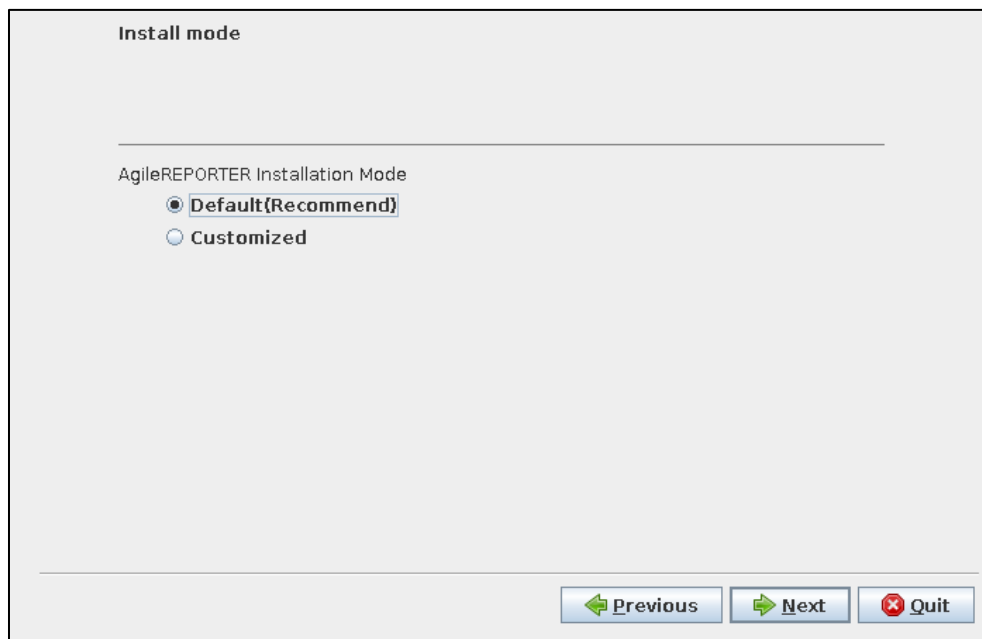 Install mode
AgileREPORTER Installation Mode
Default(Recommend)
Customized
Previous Next Quit